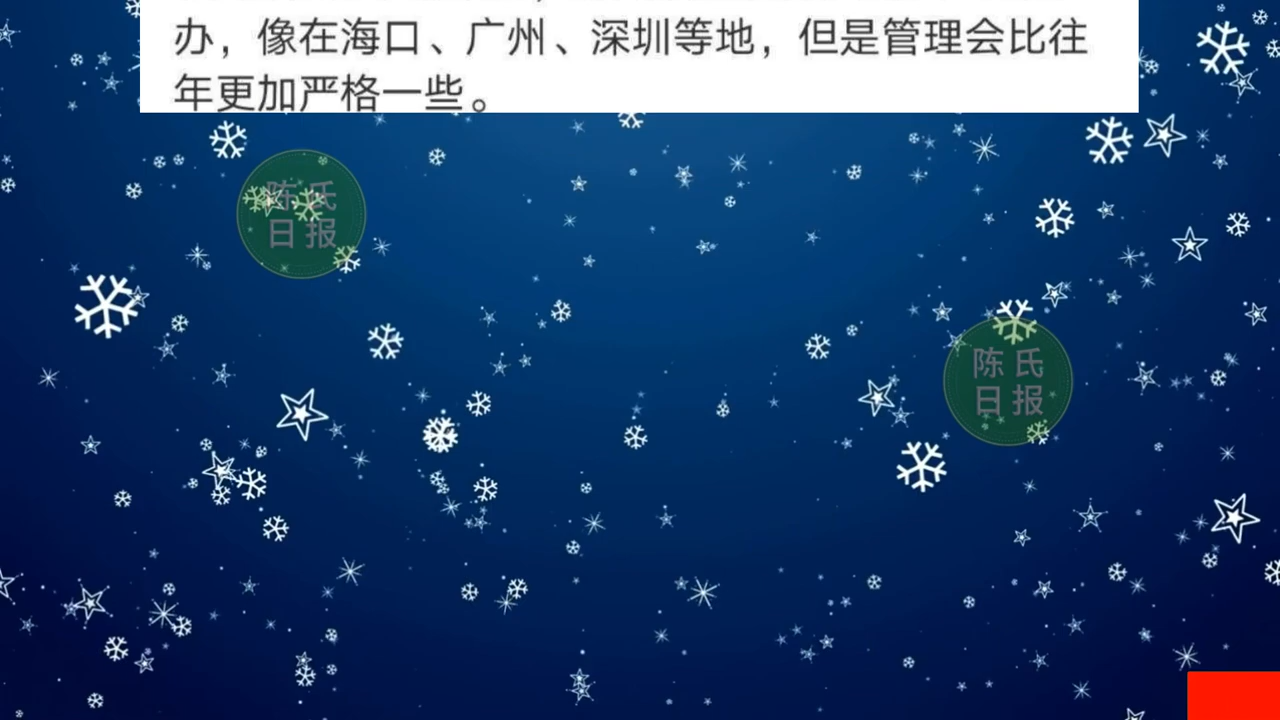 办，像在海口、广州、深圳等地，但是管理会比往
年更加严格一些。
陈氏
日报
陈氏
日报